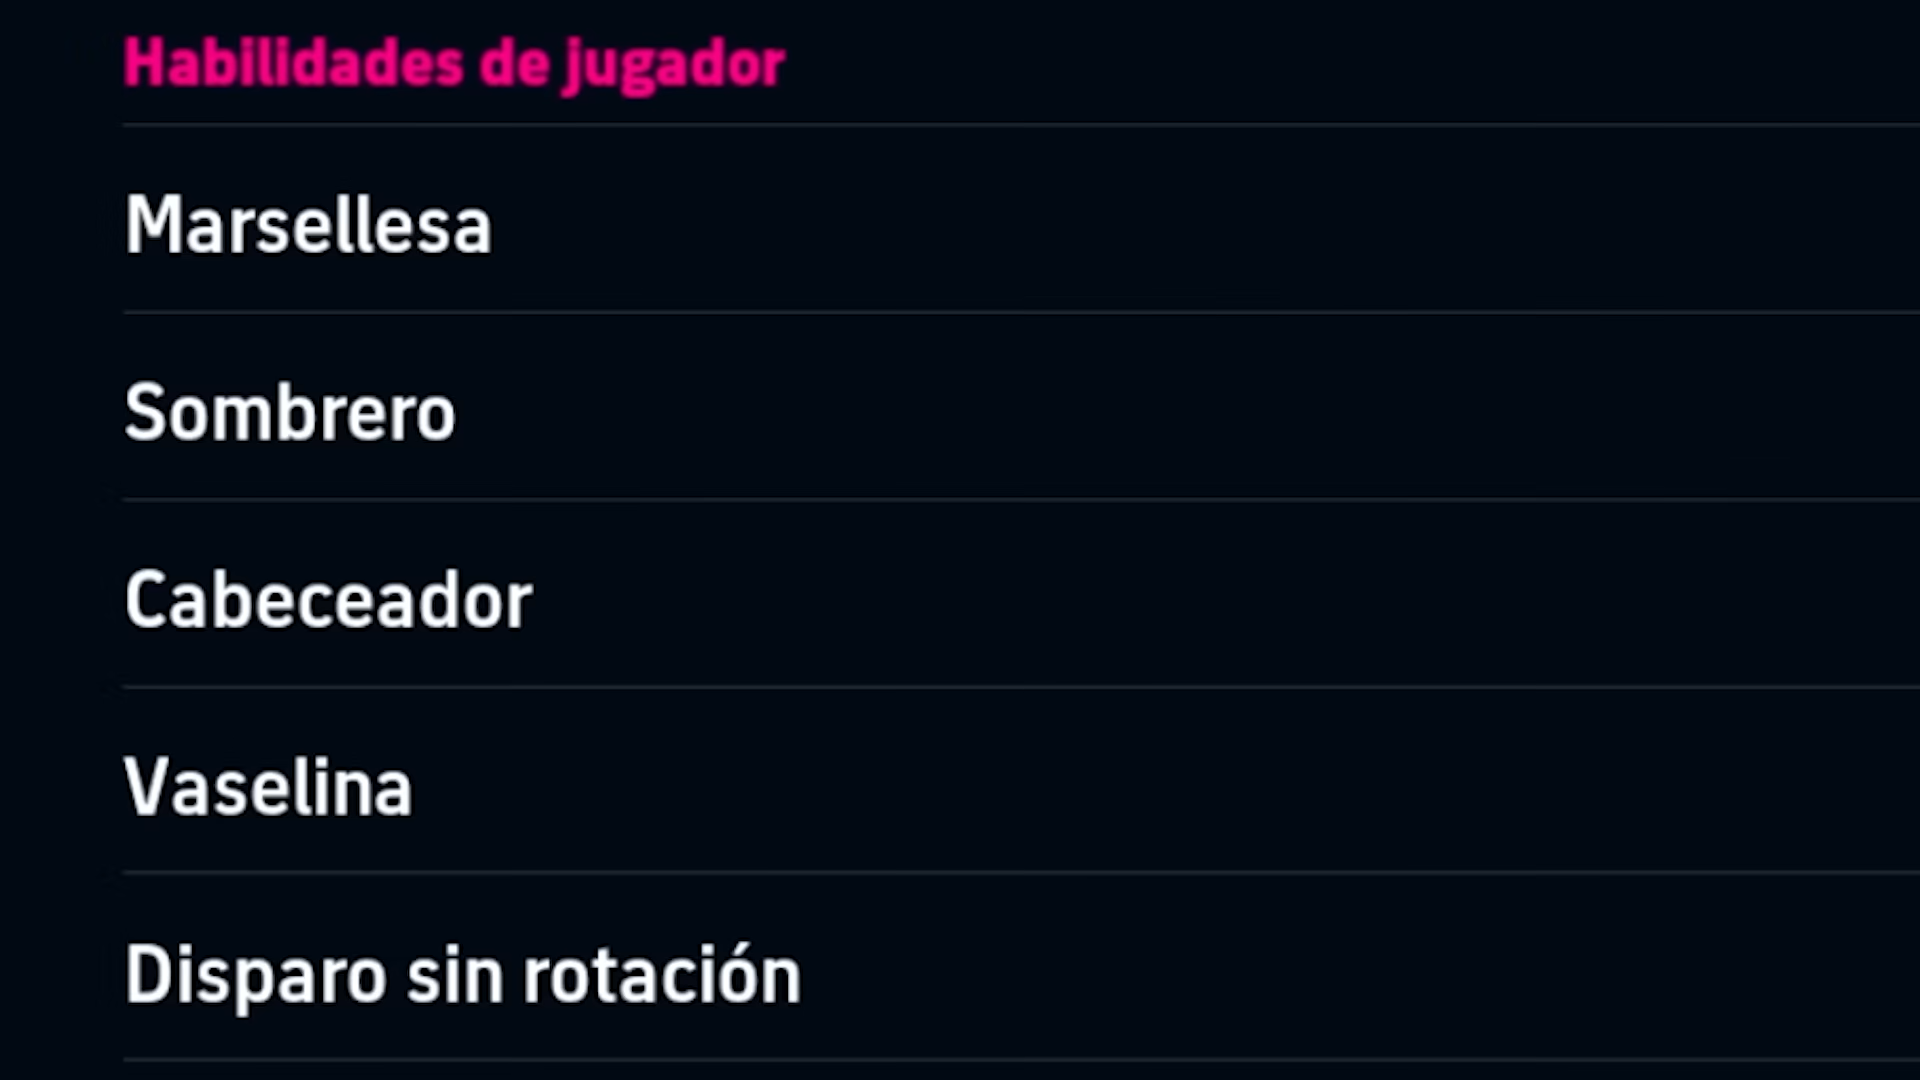 Habilidades de jugador
Marsellesa
Sombrero
Cabeceador
Vaselina
Disparo sin rotación